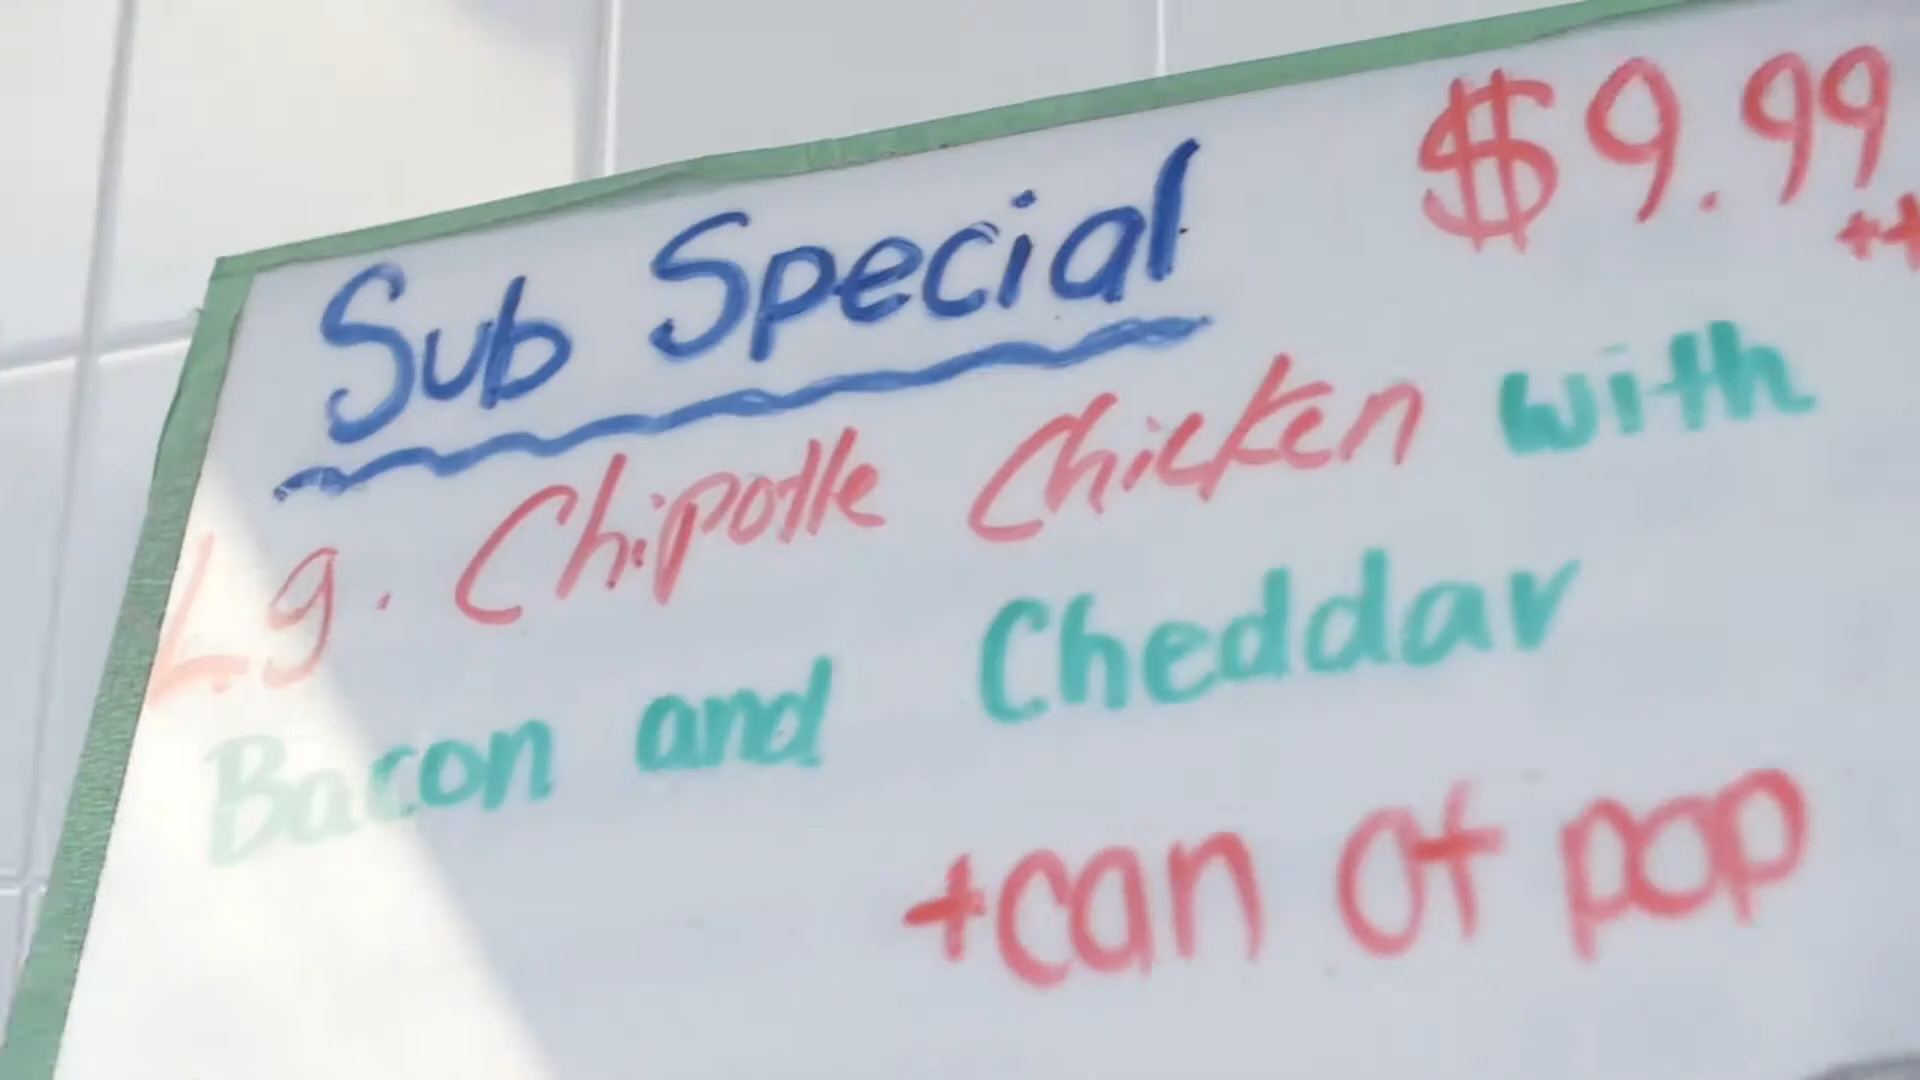 Sub Special $9.99
++
Lg. Chipotle Chicken with
Bacon and Cheddar
+can of pop